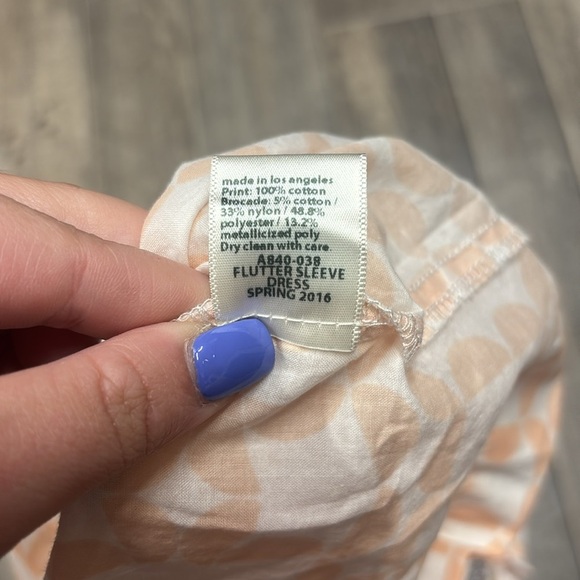 made in los angeles
Print: 100% cotton
Brocade: 5% cotton /
33% nylon / 48.8%
polyester / 13.2%
metallicized poly
Dry clean with care
A840-038
FLUTTER SLEEVE
DRESS
SPRING 2016